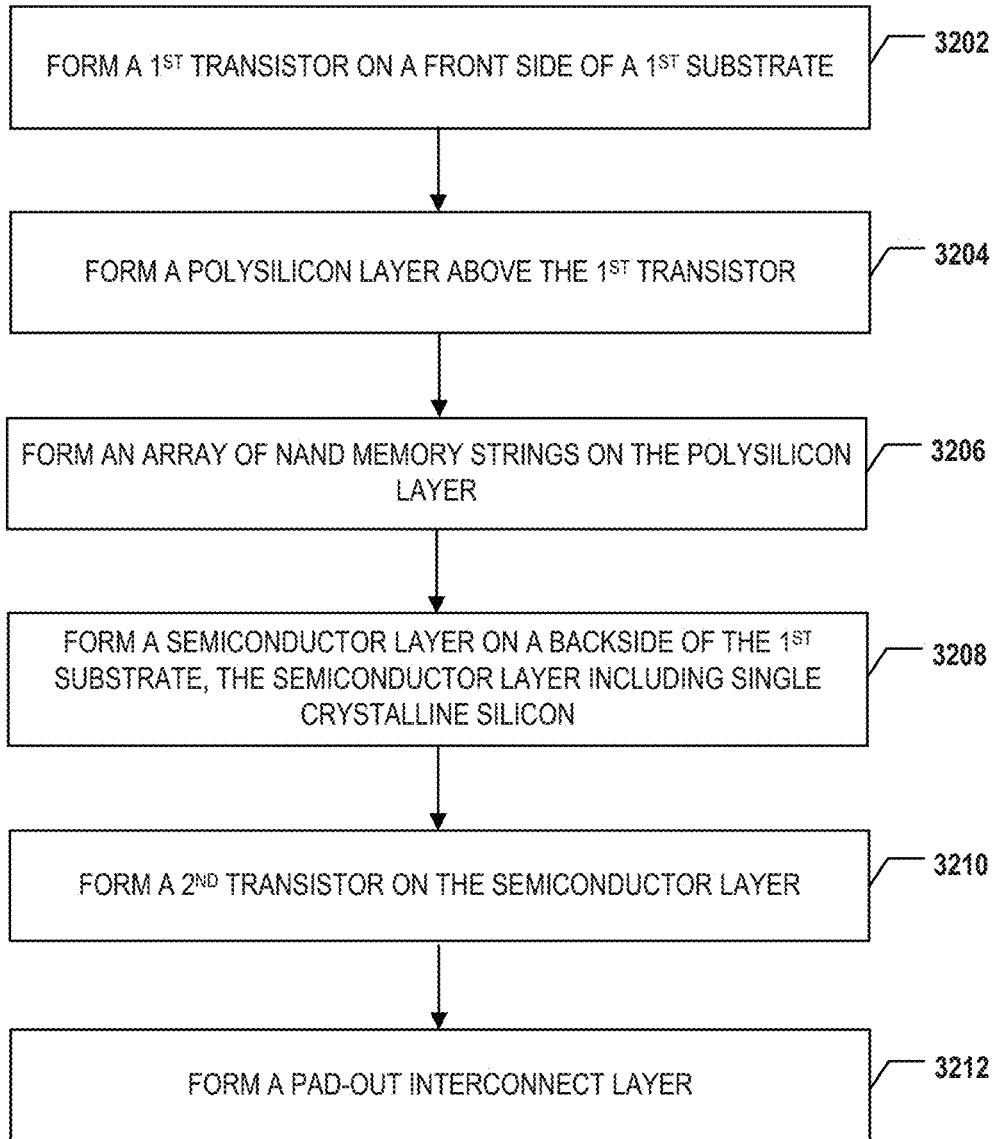 FORM A 1ST TRANSISTOR ON A FRONT SIDE OF A 1ST SUBSTRATE
3202
FORM A POLYSILICON LAYER ABOVE THE 1ST TRANSISTOR
3204
FORM AN ARRAY OF NAND MEMORY STRINGS ON THE POLYSILICON
LAYER
3206
FORM A SEMICONDUCTOR LAYER ON A BACKSIDE OF THE 1ST
SUBSTRATE, THE SEMICONDUCTOR LAYER INCLUDING SINGLE
CRYSTALLINE SILICON
3208
FORM A 2ND TRANSISTOR ON THE SEMICONDUCTOR LAYER
3210
FORM A PAD-OUT INTERCONNECT LAYER
3212